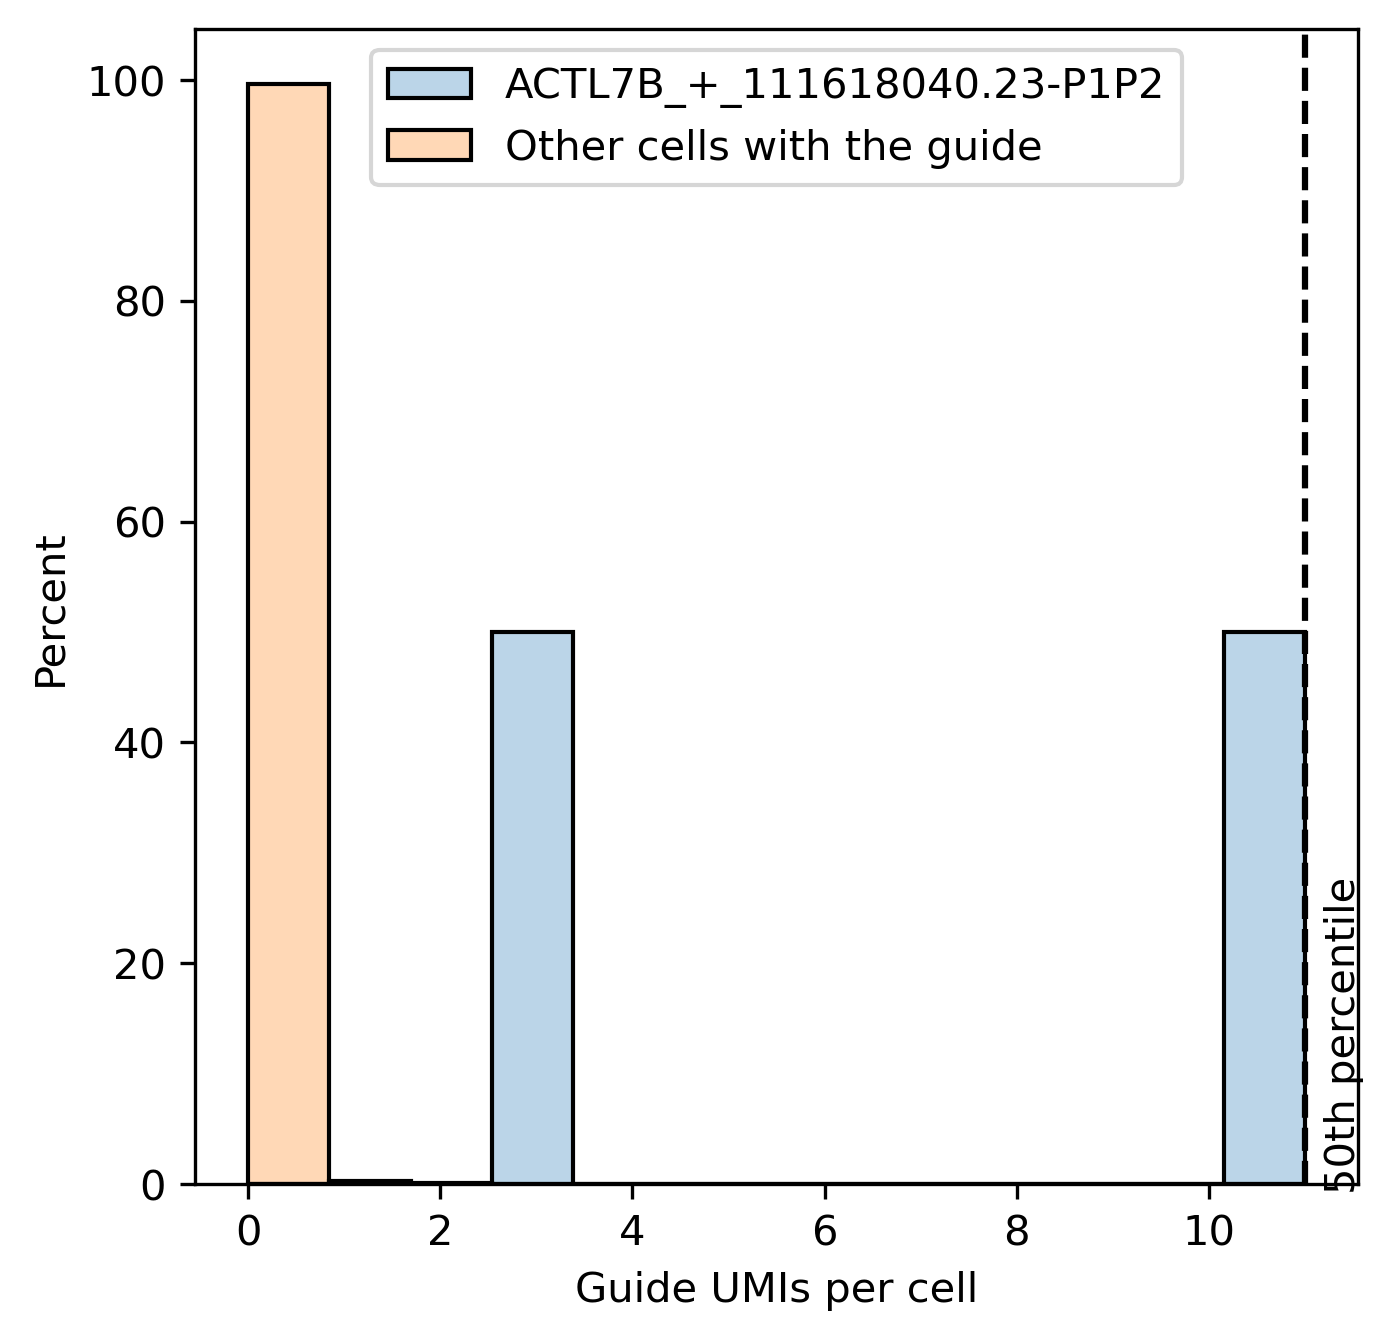 ACTL7B_+_111618040.23-P1P2
Other cells with the guide
100
80
60
40
20
0
Percent
50th percentile
0 2 4 6 8 10
Guide UMIs per cell